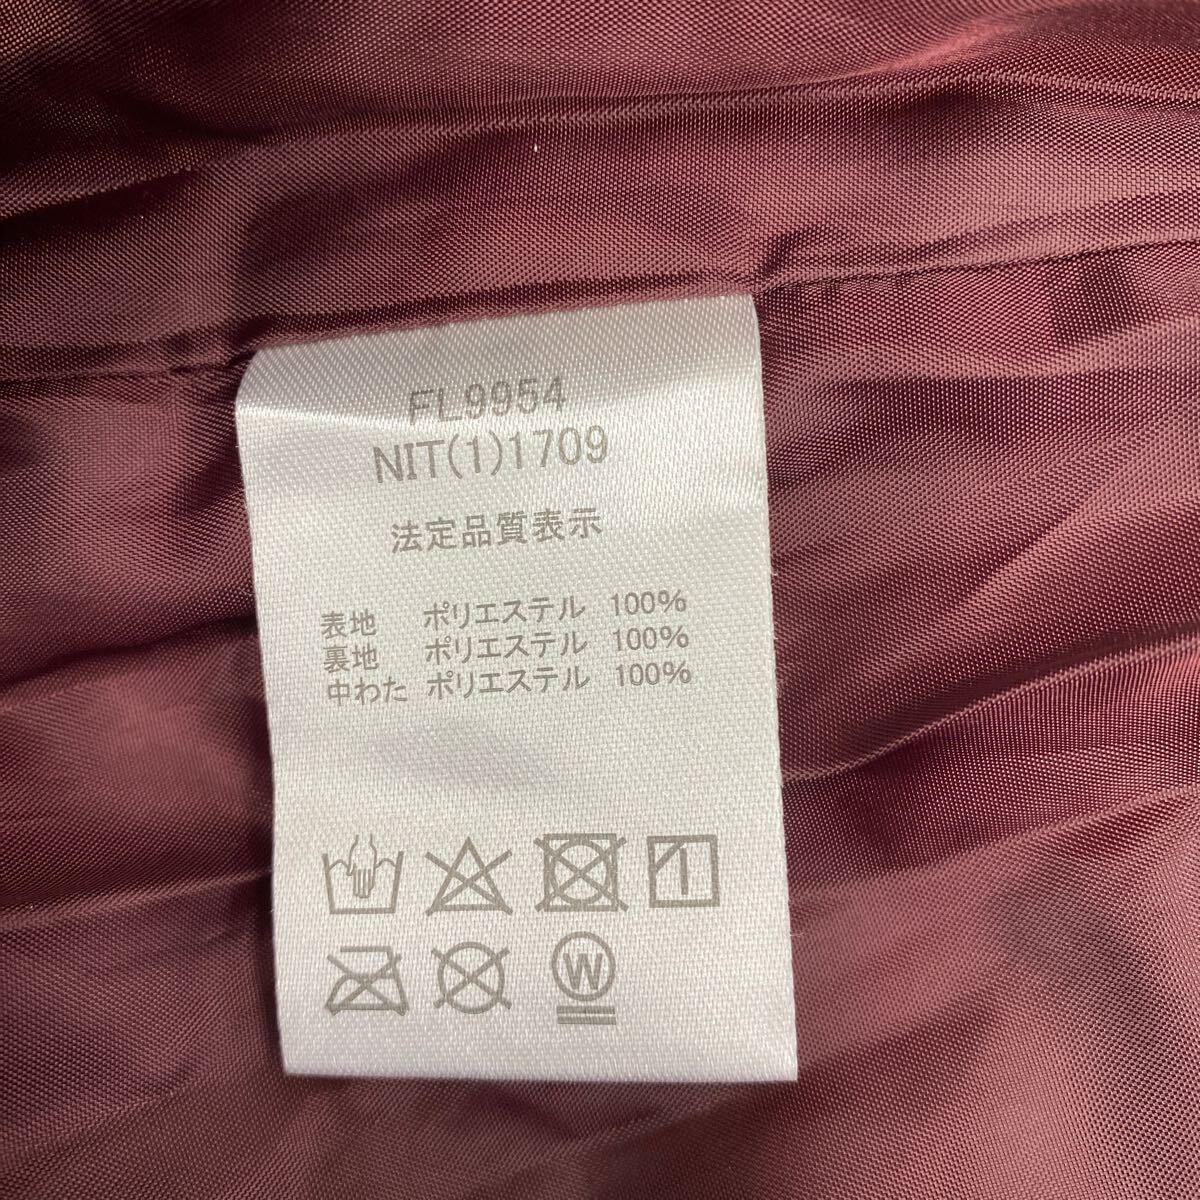 FL9954
NIT(1)1709
法定品質表示
表地 ポリエステル 100%
裏地 ポリエステル 100%
中わた ポリエステル 100%
W